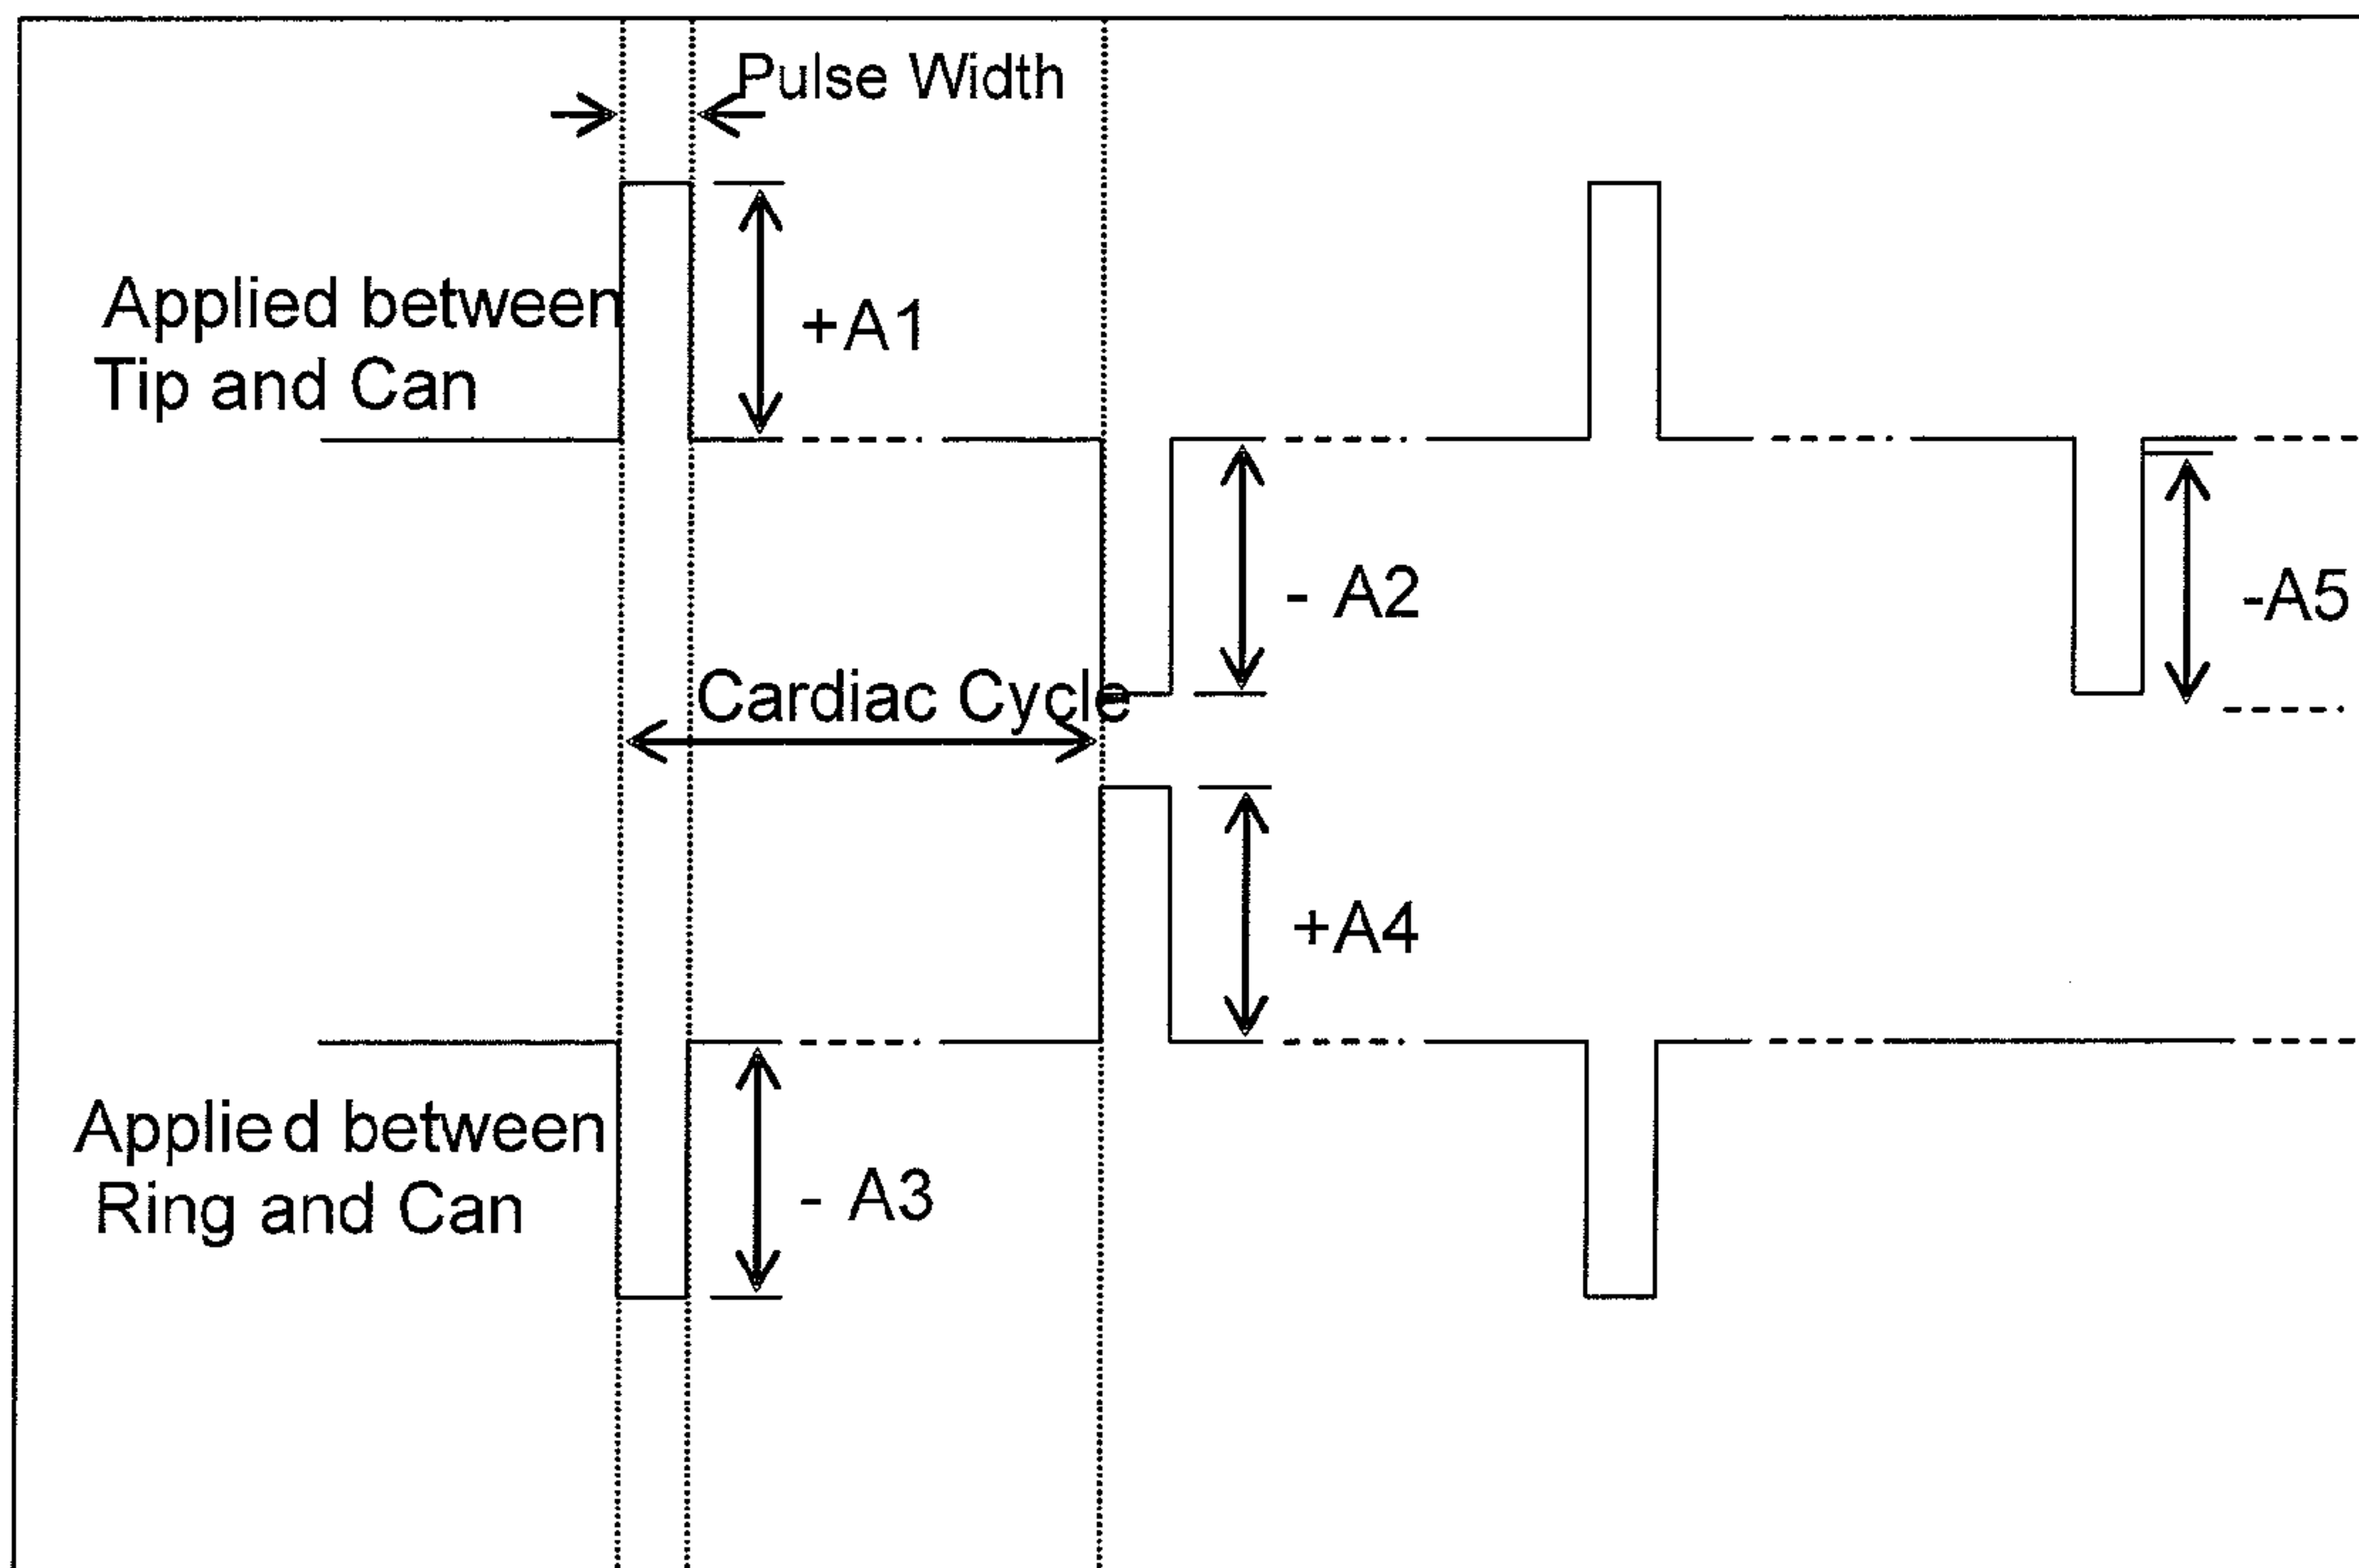 Pulse Width
Applied between
Tip and Can
+A1
- A2
-A5
Cardiac Cycle
+A4
Applied between
Ring and Can
- A3